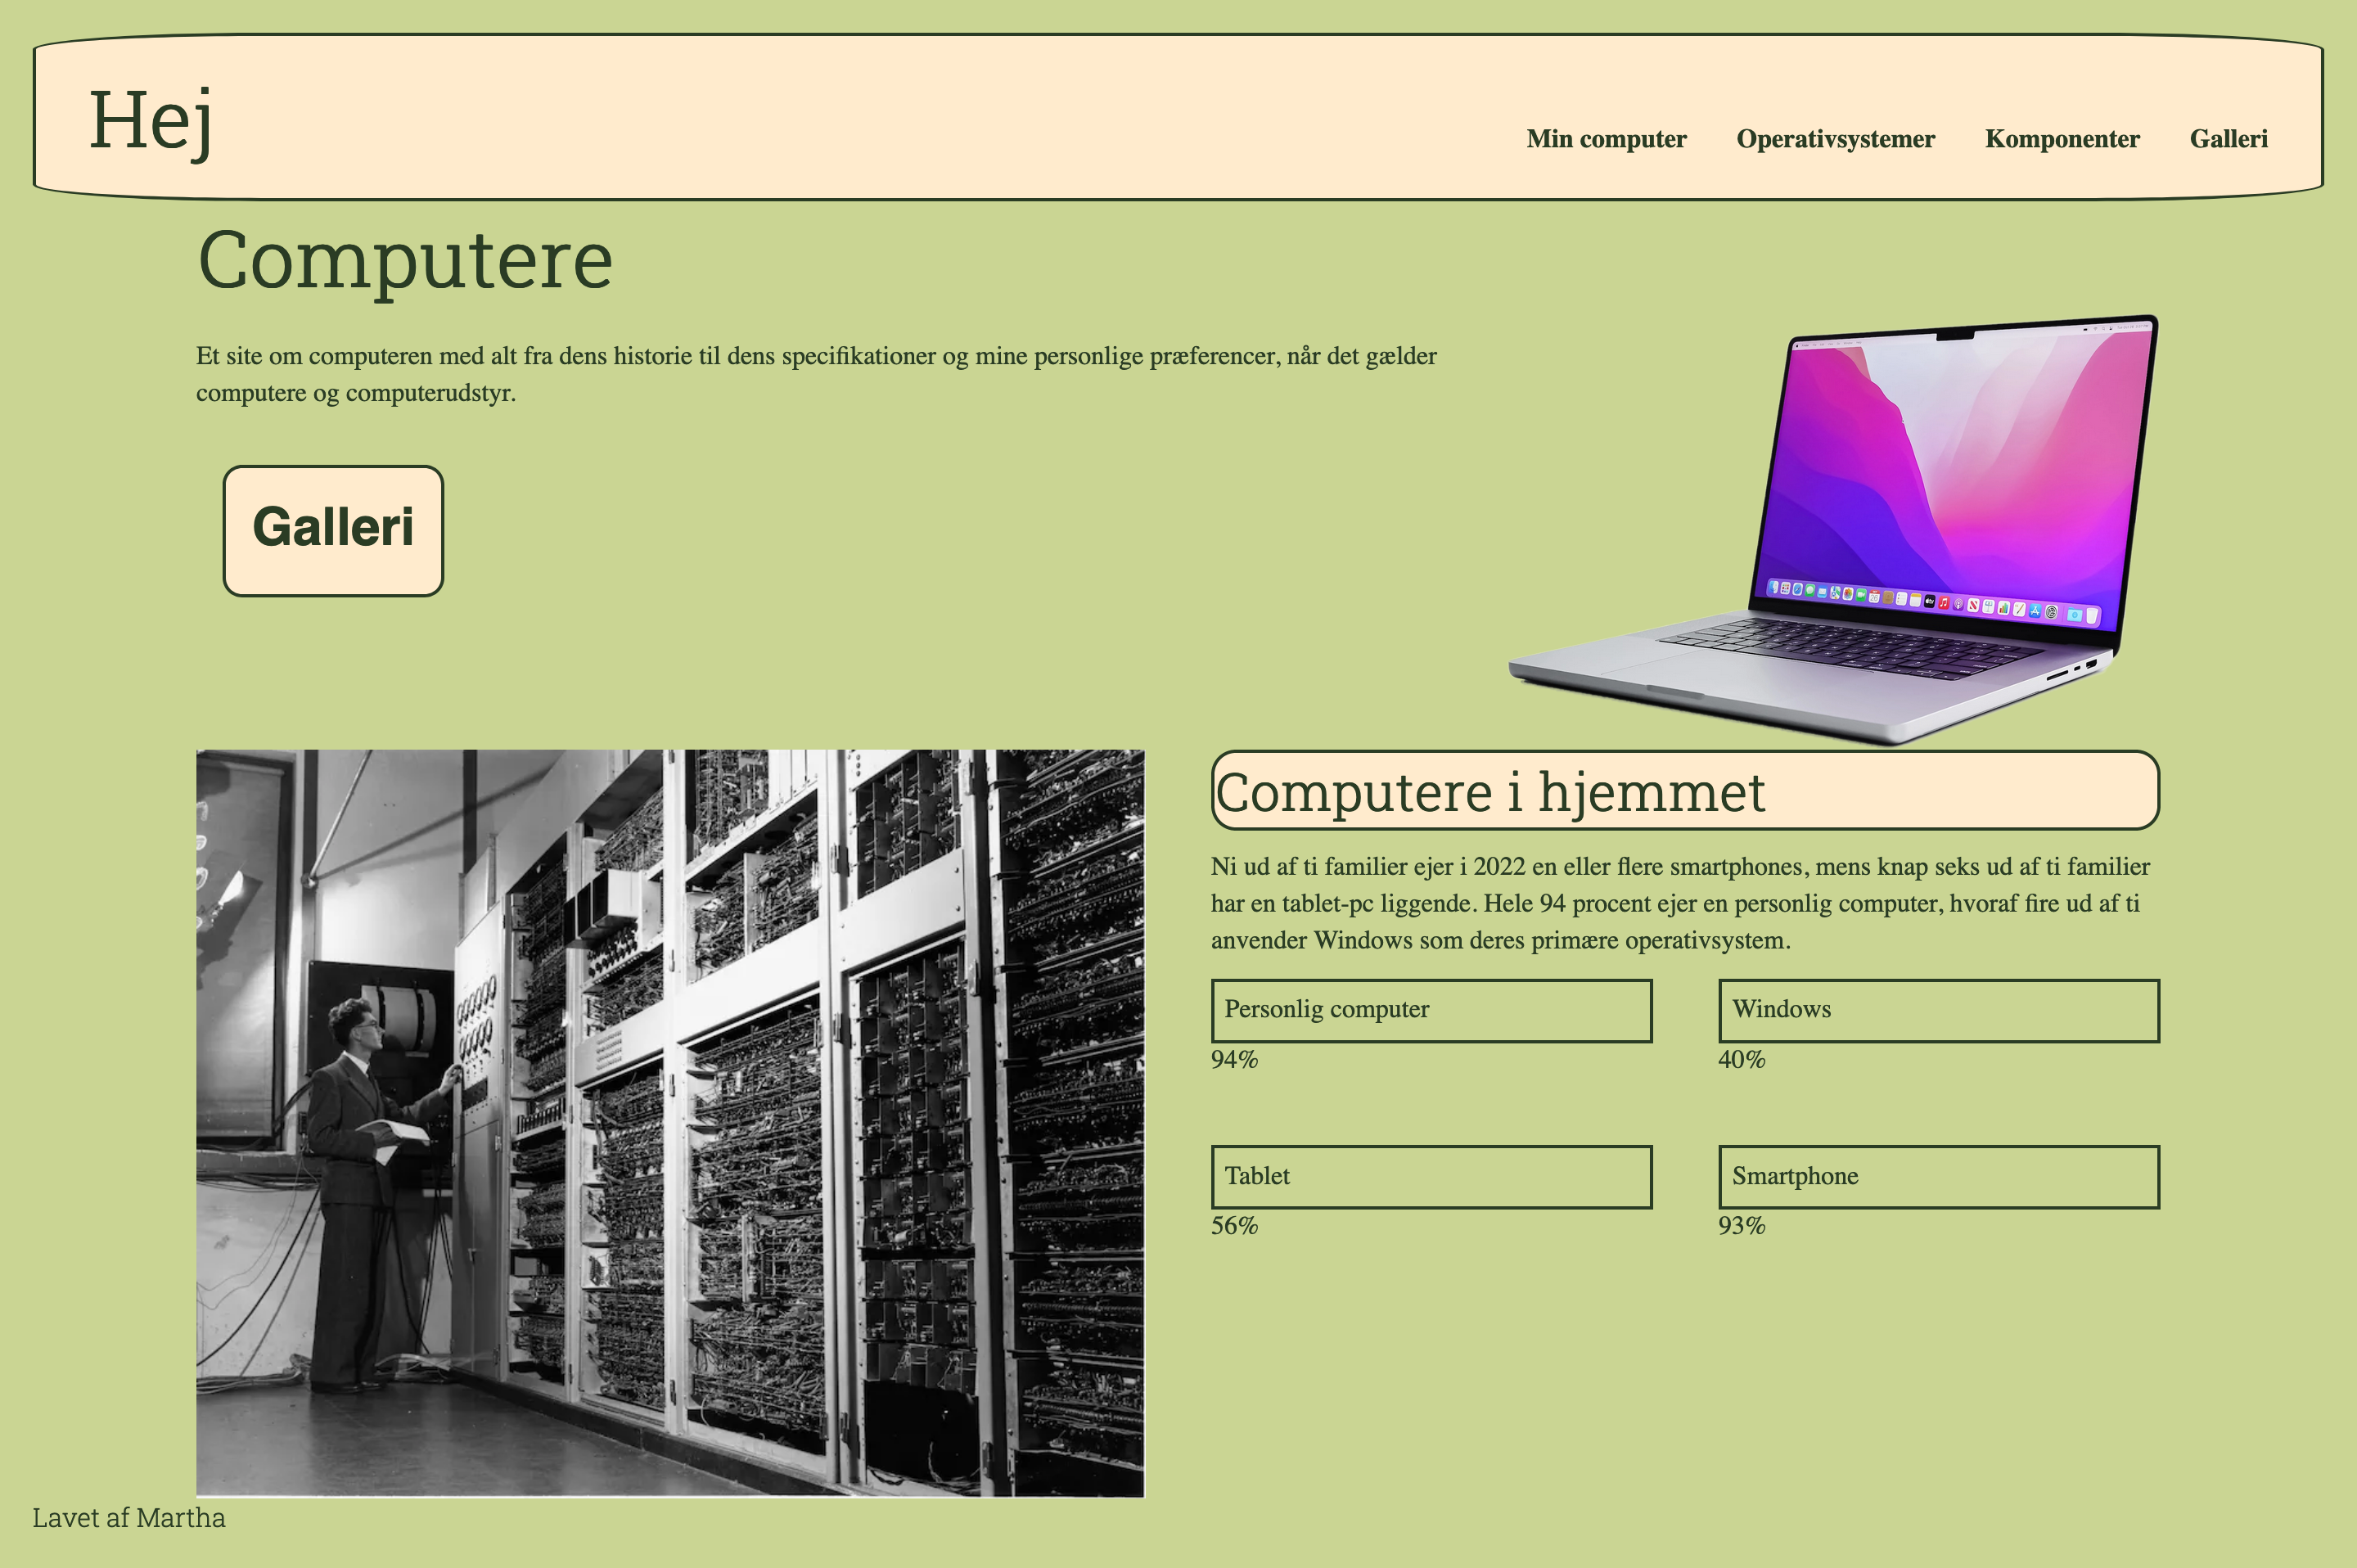 Hej
Min computer Operativsystemer Komponenter Galleri
Computere
Et site om computeren med alt fra dens historie til dens specifikationer og mine personlige præferencer, når det gælder
computere og computerudstyr.
Galleri
Computere i hjemmet
Ni ud af ti familier ejer i 2022 en eller flere smartphones, mens knap seks ud af ti familier
har en tablet-pc liggende. Hele 94 procent ejer en personlig computer, hvoraf fire ud af ti
anvender Windows som deres primære operativsystem.
Personlig computer
94%
Windows
40%
Tablet
56%
Smartphone
93%
Lavet af Martha